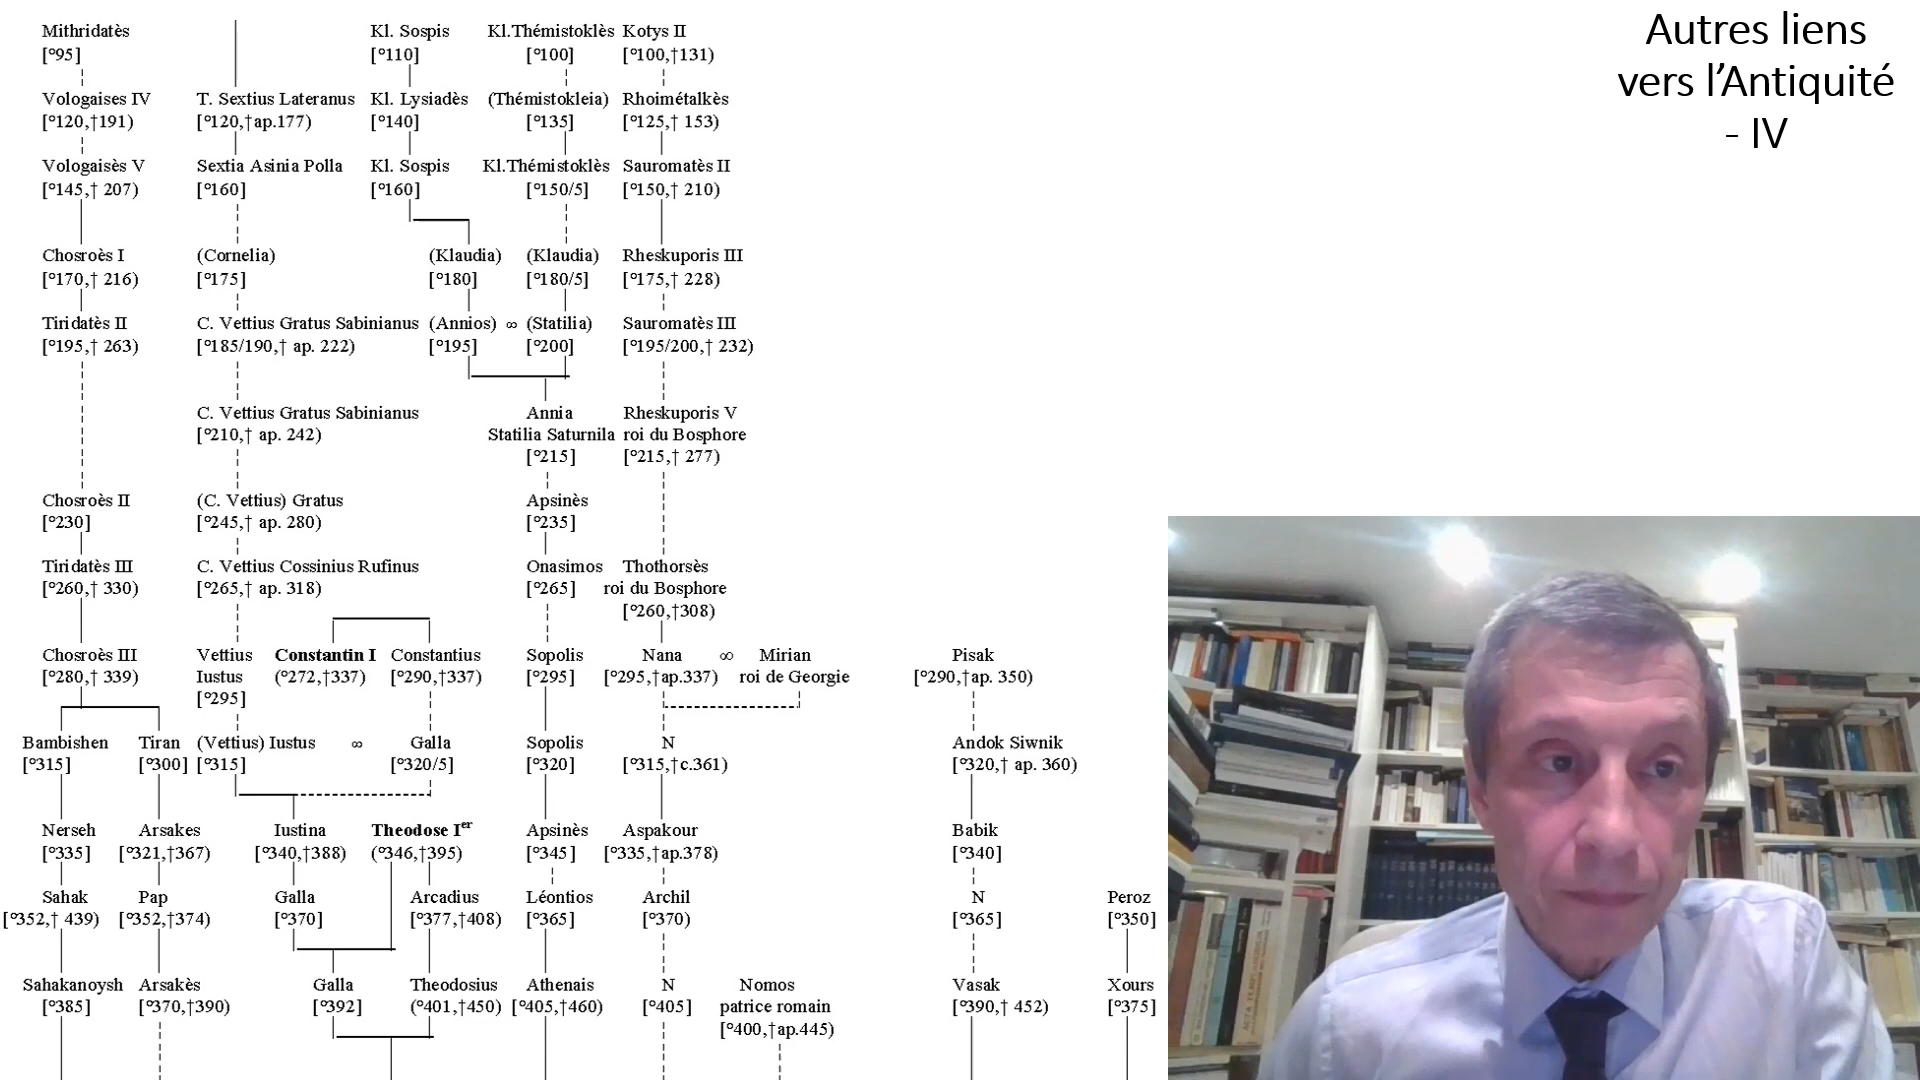 Autres liens
vers l’Antiquité
- IV
Mithridatès Kl. Sospis Kl.Thémistoklès Kotys II
[°95] [°110] [°100] [°100,†131)
Vologaises IV T. Sextius Lateranus Kl. Lysiadès (Thémistokleia) Rhoimétalkès
[°120,†191) [°120,†ap.177) [°140] [°135] [°125,† 153)
Vologaisès V Sextia Asinia Polla Kl. Sospis Kl.Thémistoklès Sauromatès II
[°145,† 207) [°160] [°160] [°150/5] [°150,† 210)
Chosroès I (Cornelia) (Klaudia) (Klaudia) Rheskuporis III
[°170,† 216) [°175] [°180] [°180/5] [°175,† 228)
Tiridatès II C. Vettius Gratus Sabinianus (Annios) ∞ (Statilia) Sauromatès III
[°195,† 263) [°185/190,† ap. 222) [°195] [°200] [°195/200,† 232)
C. Vettius Gratus Sabinianus Annia Rheskuporis V
[°210,† ap. 242) Statilia Saturnila roi du Bosphore
[°215] [°215,† 277)
Chosroès II (C. Vettius) Gratus Apsinès
[°230] [°245,† ap. 280) [°235]
Tiridatès III C. Vettius Cossinius Rufinus Onasimos Thothorsès
[°260,† 330) [°265,† ap. 318) [°265] roi du Bosphore
[°260,†308)
Chosroès III Vettius Constantin I Constantius Sopolis Nana ∞ Mirian Pisak
[°280,† 339) Iustus (°272,†337) [°290,†337) [°295] [°295,†ap.337) roi de Georgie [°290,†ap. 350)
[°295]
Bambishen Tiran (Vettius) Iustus ∞ Galla Sopolis N Andok Siwnik
[°315] [°300] [°315] [°320/5] [°320] [°315,†c.361) [°320,† ap. 360)
Nerseh Arsakes Iustina Theodose Ier Apsinès Aspakour Babik
[°335] [°321,†367) [°340,†388) (°346,†395) [°345] [°335,†ap.378) [°340]
Sahak Pap Galla Arcadius Léontios Archil N Peroz
[°352,† 439) [°352,†374) [°370] [°377,†408) [°365] [°370) [°365] [°350]
Sahakanoysh Arsakès Galla Theodosius Athenais N Nomos Vasak Xours
[°385] [°370,†390) [°392] (°401,†450) [°405,†460) [°405] patrice romain [°390,† 452) [°375]
[°400,†ap.445)